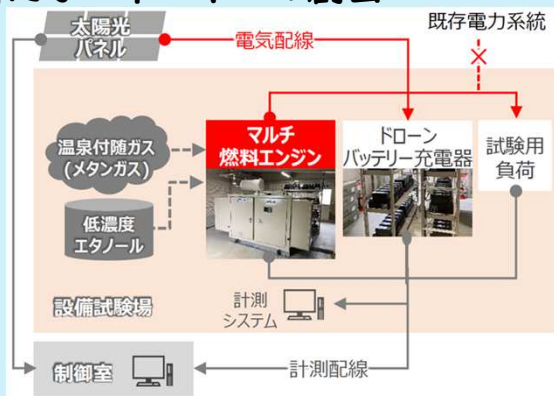 太陽光
パネル
電気配線
既存電力系統
温泉付随ガス
(メタンガス)
マルチ
燃料エンジン
ドローン
バッテリー充電器
試験用
負荷
低濃度
エタノール
計測
システム
設備試験場
制御室
計測配線